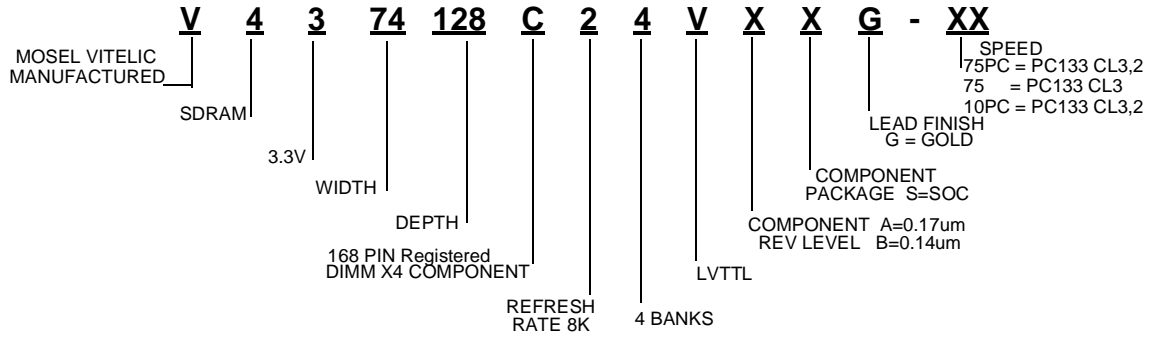 V 4 3 74 128 C 2 4 V X X G - XX
MOSEL VITELIC
MANUFACTURED
SDRAM
3.3V
WIDTH
DEPTH
168 PIN Registered
DIMM X4 COMPONENT
REFRESH
RATE 8K
4 BANKS
LVTTL
COMPONENT A=0.17um
REV LEVEL B=0.14um
COMPONENT
PACKAGE S=SOC
LEAD FINISH
G = GOLD
SPEED
75PC = PC133 CL3,2
75 = PC133 CL3
10PC = PC133 CL3,2